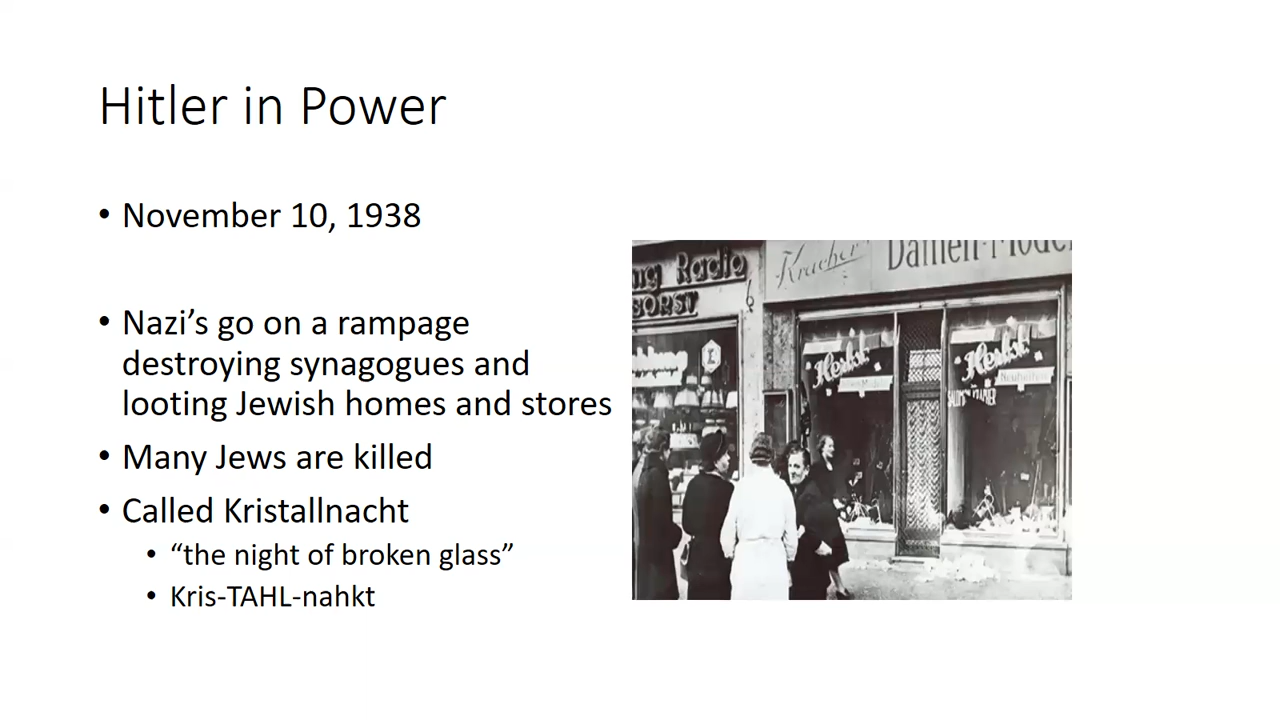 Hitler in Power
• November 10, 1938
• Nazi’s go on a rampage
destroying synagogues and
looting Jewish homes and stores
• Many Jews are killed
• Called Kristallnacht
• “the night of broken glass”
• Kris-TAHL-nahkt
Radio
Kracher
Damen-Mode
Herbst
Herbst